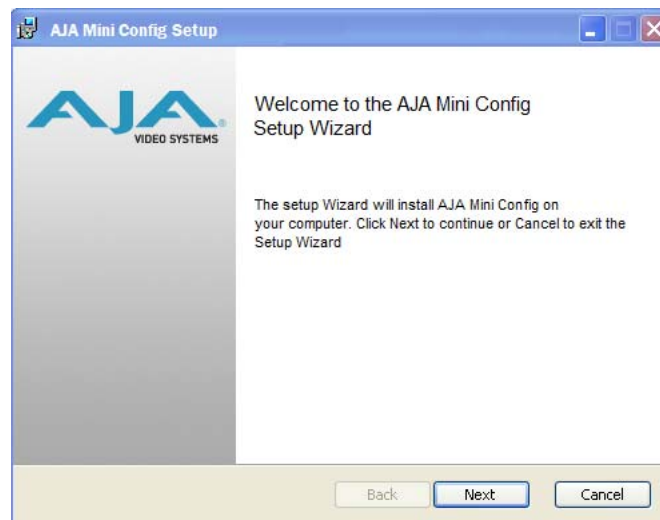 AJA Mini Config Setup
AJA®
VIDEO SYSTEMS
Welcome to the AJA Mini Config
Setup Wizard
The setup Wizard will install AJA Mini Config on
your computer. Click Next to continue or Cancel to exit the
Setup Wizard
Back
Next
Cancel